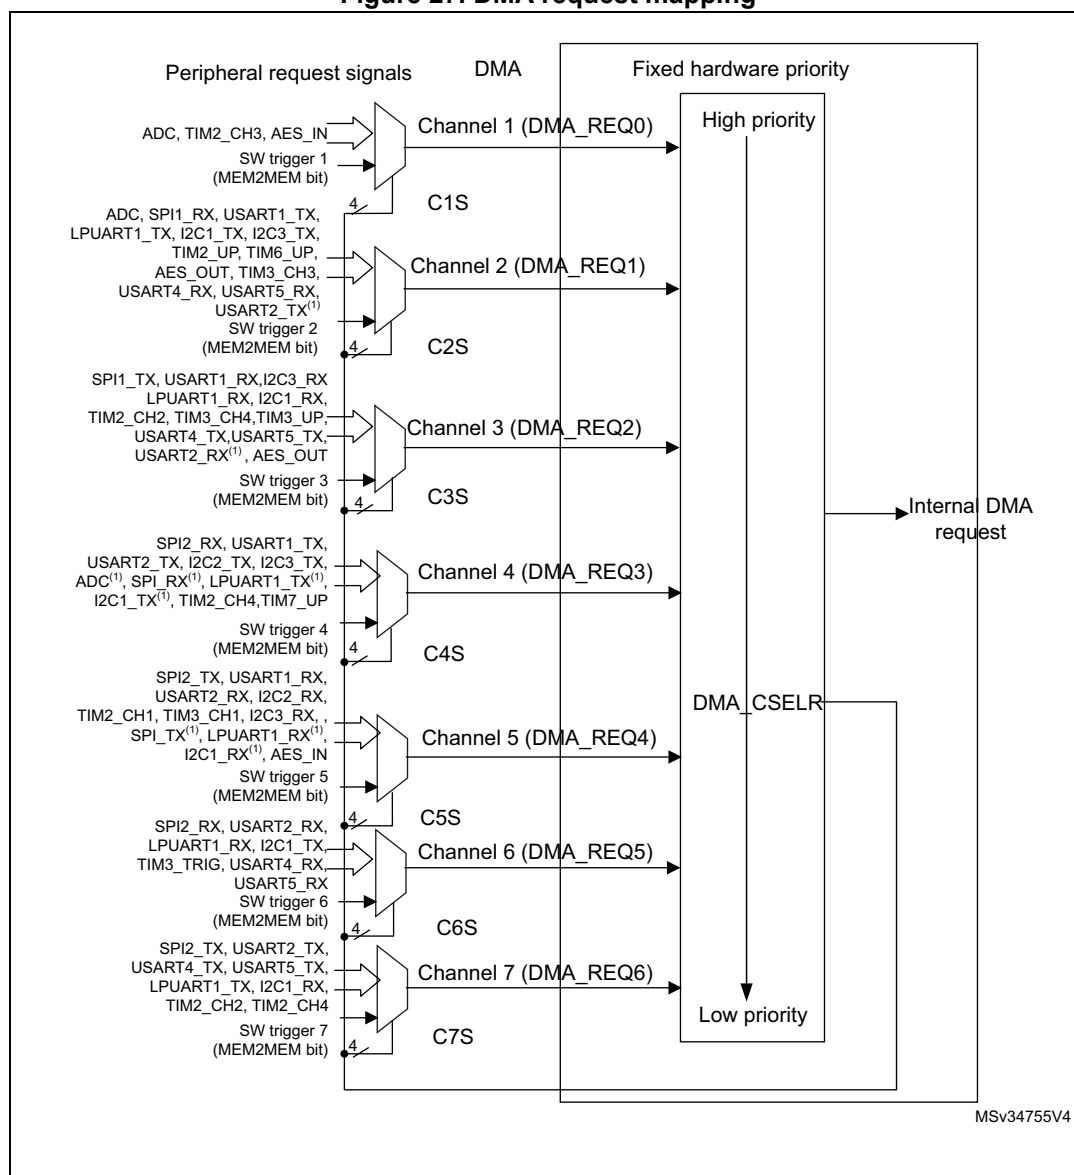 Peripheral request signals
DMA
Fixed hardware priority
High priority
ADC, TIM2_CH3, AES_IN
Channel 1 (DMA_REQ0)
SW trigger 1
(MEM2MEM bit)
4
C1S
ADC, SPI1_RX, USART1_TX,
LPUART1_TX, I2C1_TX, I2C3_TX,
TIM2_UP, TIM6_UP,
AES_OUT, TIM3_CH3,
USART4_RX, USART5_RX,
USART2_TX(1)
Channel 2 (DMA_REQ1)
SW trigger 2
(MEM2MEM bit)
4
C2S
SPI1_TX, USART1_RX,I2C3_RX
LPUART1_RX, I2C1_RX,
TIM2_CH2, TIM3_CH4,TIM3_UP,
USART4_TX,USART5_TX,
USART2_RX(1) , AES_OUT
Channel 3 (DMA_REQ2)
SW trigger 3
(MEM2MEM bit)
4
C3S
Internal DMA
request
SPI2_RX, USART1_TX,
USART2_TX, I2C2_TX, I2C3_TX,
ADC(1), SPI_RX(1), LPUART1_TX(1),
I2C1_TX(1), TIM2_CH4,TIM7_UP
Channel 4 (DMA_REQ3)
SW trigger 4
(MEM2MEM bit)
4
C4S
SPI2_TX, USART1_RX,
USART2_RX, I2C2_RX,
TIM2_CH1, TIM3_CH1, I2C3_RX, ,
SPI_TX(1), LPUART1_RX(1),
I2C1_RX(1), AES_IN
DMA_CSELR
Channel 5 (DMA_REQ4)
SW trigger 5
(MEM2MEM bit)
4
C5S
SPI2_RX, USART2_RX,
LPUART1_RX, I2C1_TX,
TIM3_TRIG, USART4_RX,
USART5_RX
Channel 6 (DMA_REQ5)
SW trigger 6
(MEM2MEM bit)
4
C6S
SPI2_TX, USART2_TX,
USART4_TX, USART5_TX,
LPUART1_TX, I2C1_RX,
TIM2_CH2, TIM2_CH4
Channel 7 (DMA_REQ6)
Low priority
SW trigger 7
(MEM2MEM bit)
4
C7S
MSv34755V4